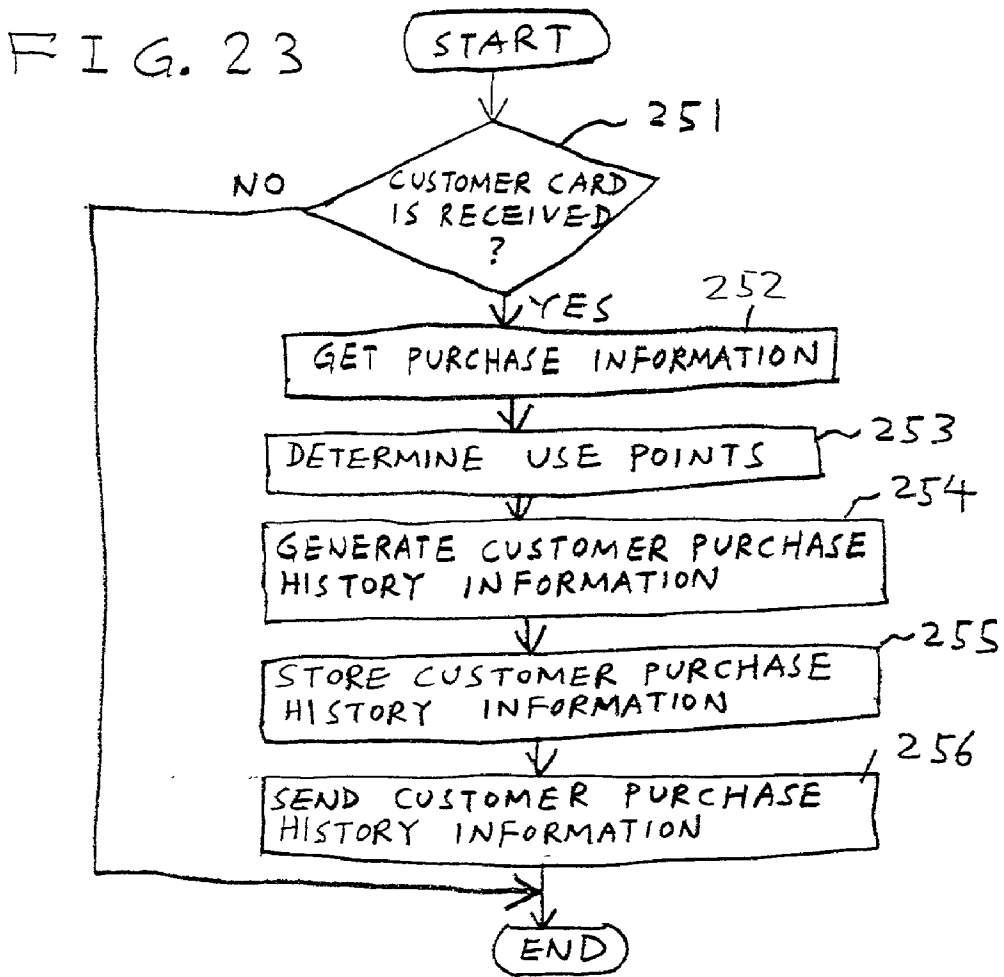 FIG. 23
START
251
NO
CUSTOMER CARD
IS RECEIVED
?
YES
252
GET PURCHASE INFORMATION
253
DETERMINE USE POINTS
254
GENERATE CUSTOMER PURCHASE
HISTORY INFORMATION
255
STORE CUSTOMER PURCHASE
HISTORY INFORMATION
256
SEND CUSTOMER PURCHASE
HISTORY INFORMATION
END